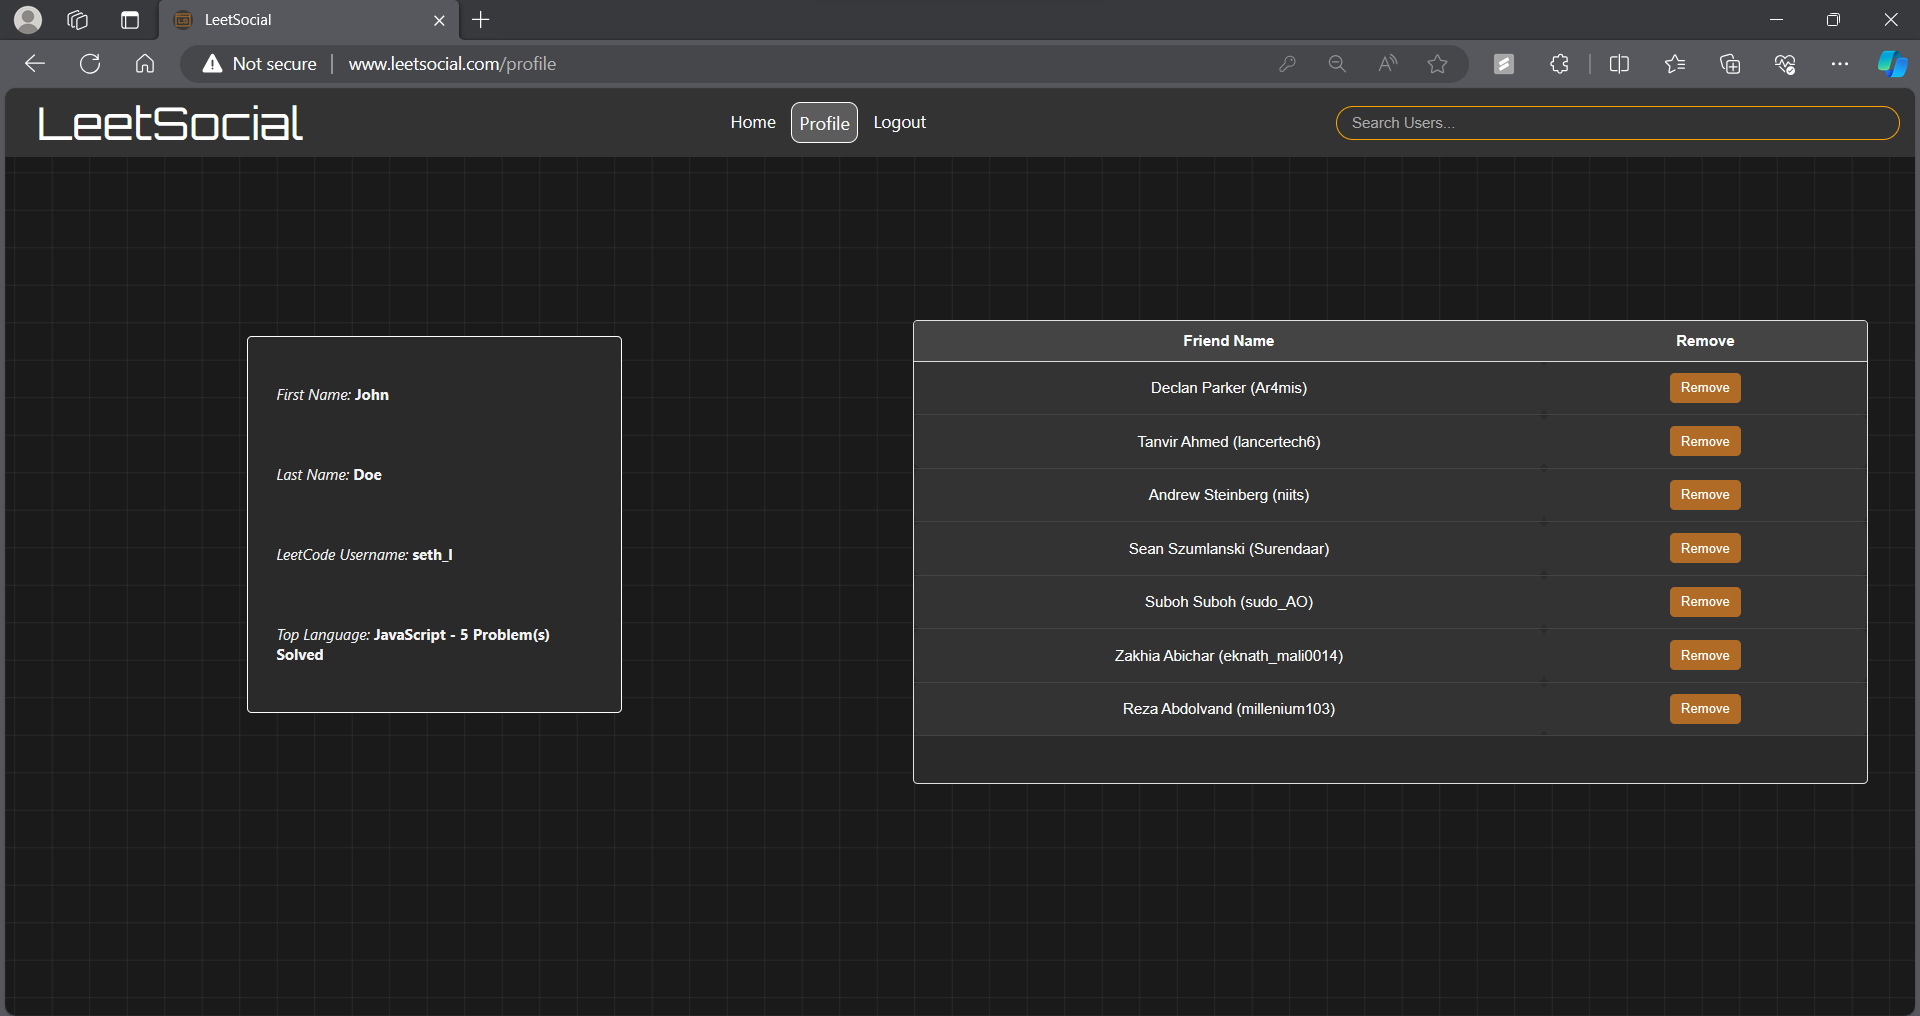 LeetSocial
Not secure
www.leetsocial.com/profile
LeetSocial
Home
Profile
Logout
Search Users...
First Name: John
Last Name: Doe
LeetCode Username: seth_l
Top Language: JavaScript - 5 Problem(s)
Solved
Friend Name Remove
Declan Parker (Ar4mis) Remove
Tanvir Ahmed (lancertech6) Remove
Andrew Steinberg (niits) Remove
Sean Szumlanski (Surendaar) Remove
Suboh Suboh (sudo_AO) Remove
Zakhia Abichar (eknath_mali0014) Remove
Reza Abdolvand (millenium103) Remove